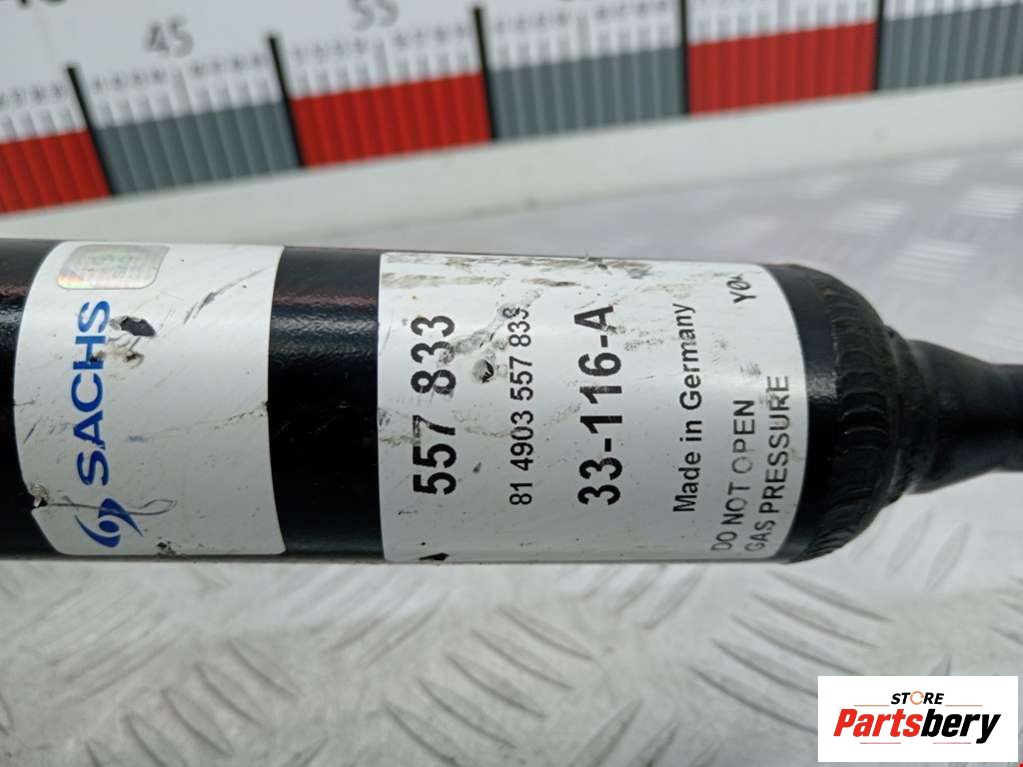 45
55
SACHS
557 833
81 4903 557 833
33-116-A
Made in Germany
DO NOT OPEN
GAS PRESSURE
STORE
Partsbery